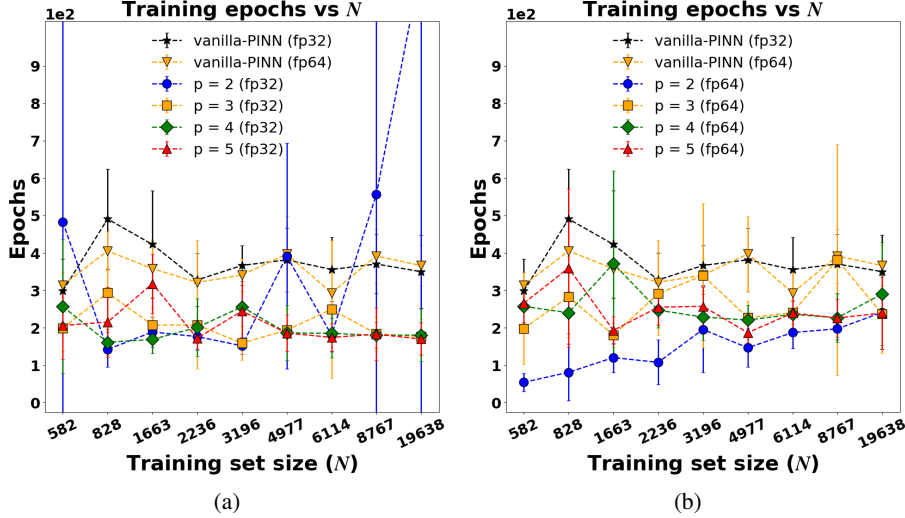 Training epochs vs N
1e2
vanilla-PINN (fp32)
vanilla-PINN (fp64)
p = 2 (fp32)
p = 3 (fp32)
p = 4 (fp32)
p = 5 (fp32)
9
8
7
6
5
4
3
2
1
0
Epochs
582
828
1663
2236
3196
4977
6114
8767
19638
Training set size (N)
(a)
Training epochs vs N
1e2
vanilla-PINN (fp32)
vanilla-PINN (fp64)
p = 2 (fp64)
p = 3 (fp64)
p = 4 (fp64)
p = 5 (fp64)
9
8
7
6
5
4
3
2
1
0
Epochs
582
828
1663
2236
3196
4977
6114
8767
19638
Training set size (N)
(b)